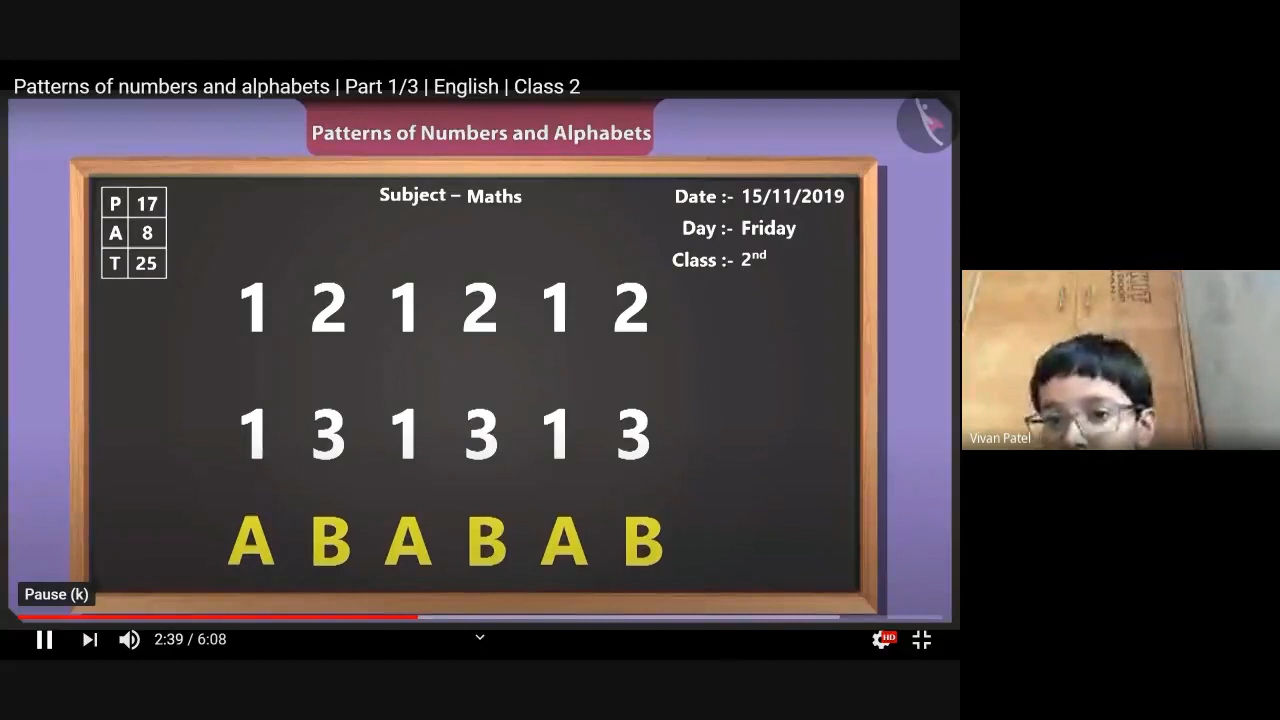 Patterns of numbers and alphabets | Part 1/3 | English | Class 2
Patterns of Numbers and Alphabets
P 17
A 8
T 25
Subject – Maths
Date :- 15/11/2019
Day :- Friday
Class :- 2nd
1 2 1 2 1 2
1 3 1 3 1 3
A B A B A B
Pause (k)
2:39 / 6:08
HD
Vivan Patel